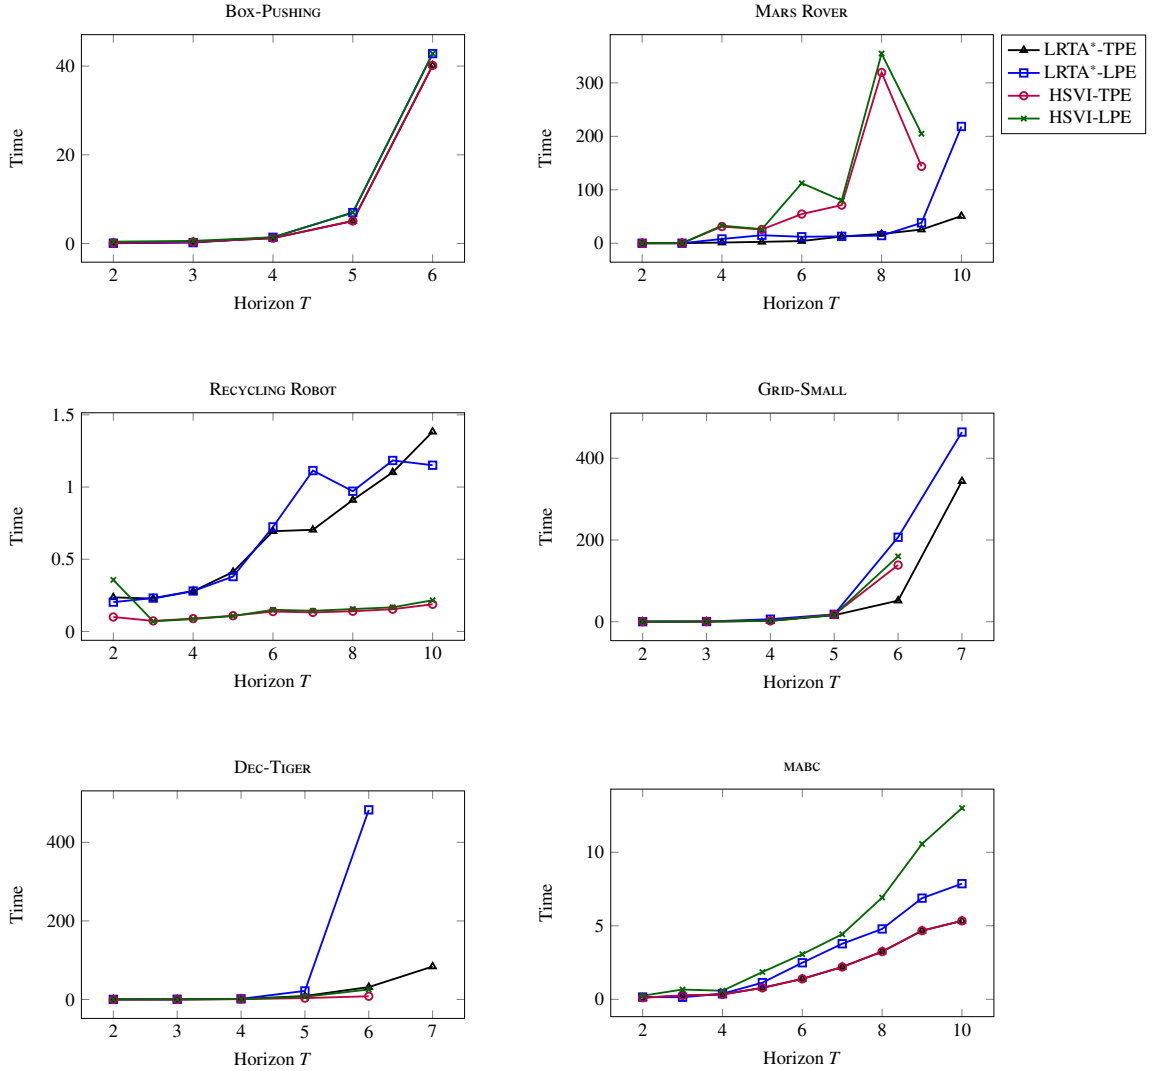 Box-Pushing
Time
40
20
0
2 3 4 5 6
Horizon T
Mars Rover
Time
300
200
100
0
2 4 6 8 10
Horizon T
LRTA*-TPE
LRTA*-LPE
HSVI-TPE
HSVI-LPE
Recycling Robot
Time
1.5
1
0.5
0
2 4 6 8 10
Horizon T
Grid-Small
Time
400
200
0
2 3 4 5 6 7
Horizon T
Dec-Tiger
Time
400
200
0
2 3 4 5 6 7
Horizon T
mabc
Time
10
5
0
2 4 6 8 10
Horizon T